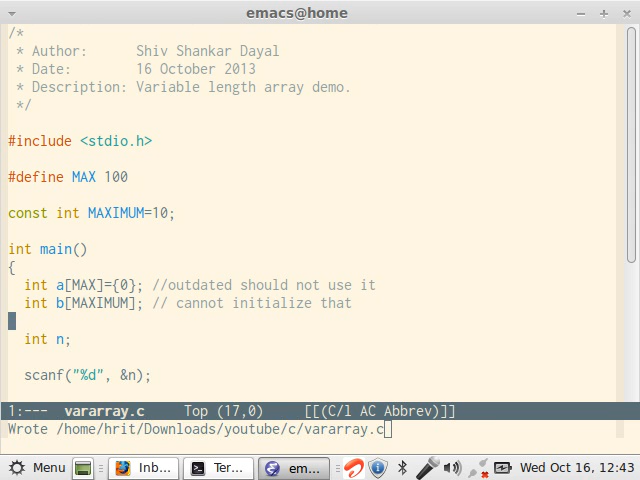 emacs@home
/*
 * Author:      Shiv Shankar Dayal
 * Date:        16 October 2013
 * Description: Variable length array demo.
 */
#include <stdio.h>
#define MAX 100
const int MAXIMUM=10;
int main()
{
  int a[MAX]={0}; //outdated should not use it
  int b[MAXIMUM]; // cannot initialize that
  int n;
  scanf("%d", &n);
1:---  vararray.c     Top (17,0)     [[(C/l AC Abbrev)]]
Wrote /home/hrit/Downloads/youtube/c/vararray.c
Menu Inb... Ter... em... Wed Oct 16, 12:43